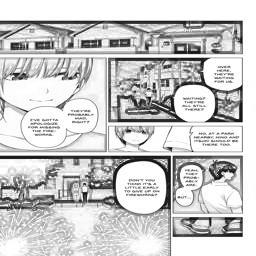 OVER
HERE,
THEY'RE
WAITING
FOR US.
WAITING?
THEY'RE
ALL STILL
THERE?
THEY'RE
PROBABLY
MAD,
RIGHT?
I'VE GOTTA
APOLOGIZE
FOR MISSING
THE FIRE-
WORKS.
NO, AT A PARK
NEARBY. NINO AND
ITSUKI SHOULD BE
THERE TOO.
YEAH,
THEY
PROB-
ABLY
ARE.
BUT...
DON'T YOU
THINK IT'S A
LITTLE EARLY
TO GIVE UP ON
FIREWORKS?